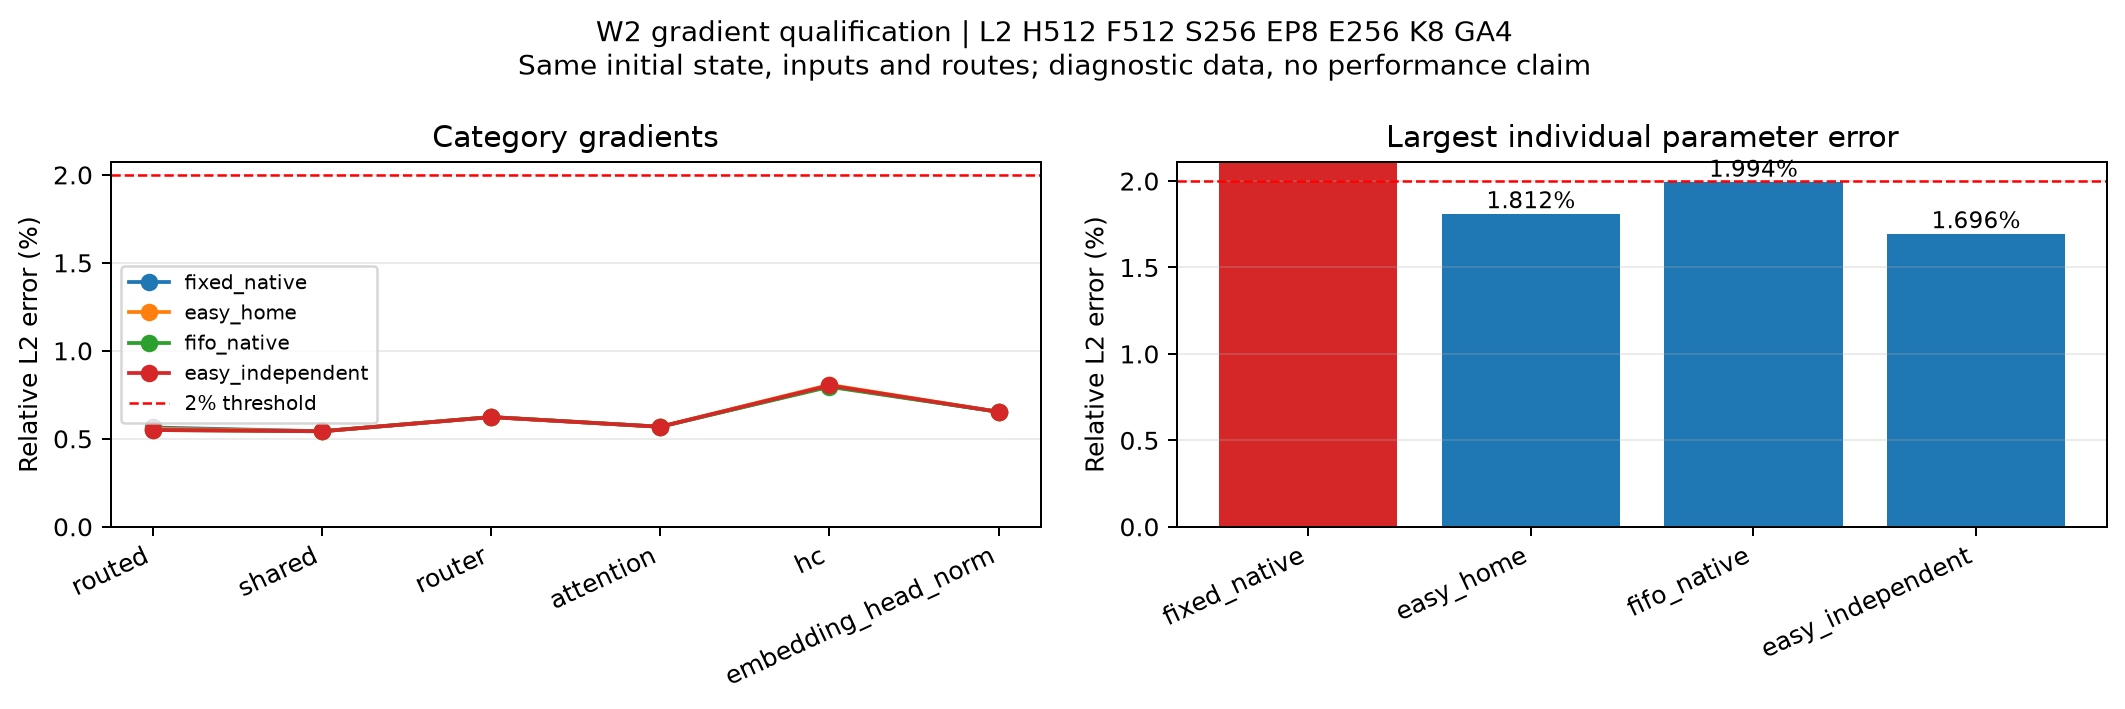 W2 gradient qualification | L2 H512 F512 S256 EP8 E256 K8 GA4
Same initial state, inputs and routes; diagnostic data, no performance claim
Category gradients
Relative L2 error (%)
2.0
1.5
1.0
0.5
0.0
fixed_native
easy_home
fifo_native
easy_independent
2% threshold
routed
shared
router
attention
hc
embedding_head_norm
Largest individual parameter error
Relative L2 error (%)
2.0
1.5
1.0
0.5
0.0
1.812%
1.994%
1.696%
fixed_native
easy_home
fifo_native
easy_independent